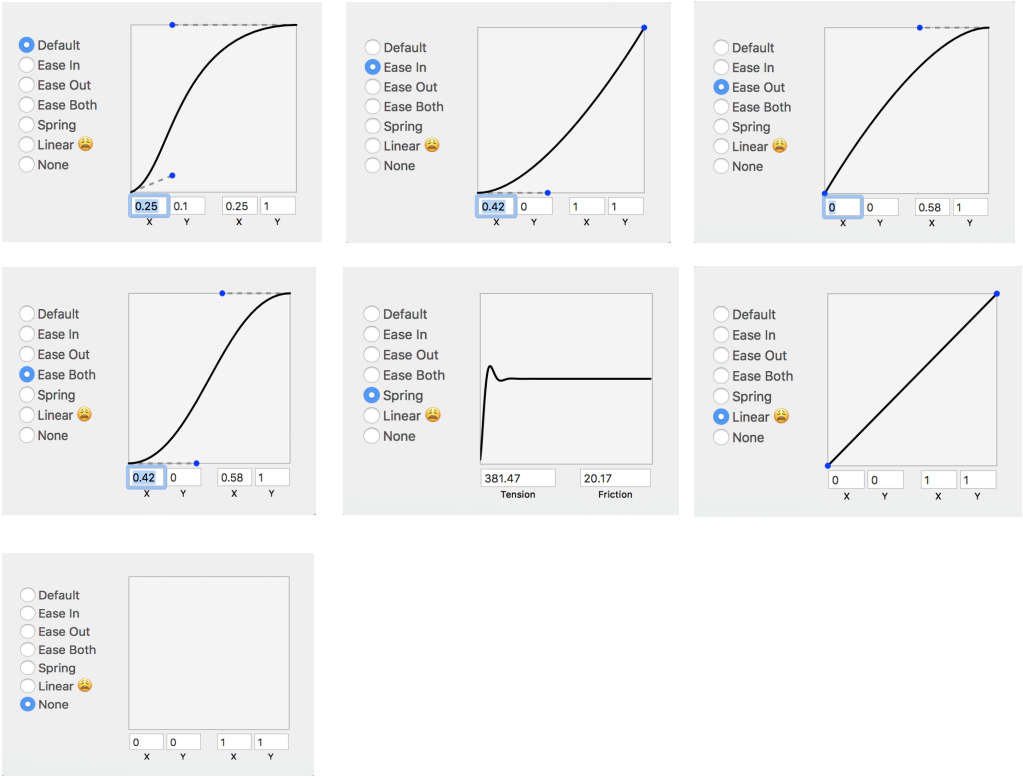 Default
Ease In
Ease Out
Ease Both
Spring
Linear 😩
None
0.25 0.1 0.25 1
X Y X Y
Default
Ease In
Ease Out
Ease Both
Spring
Linear 😩
None
0.42 0 1 1
X Y X Y
Default
Ease In
Ease Out
Ease Both
Spring
Linear 😩
None
0 0 0.58 1
X Y X Y
Default
Ease In
Ease Out
Ease Both
Spring
Linear 😩
None
0.42 0 0.58 1
X Y X Y
Default
Ease In
Ease Out
Ease Both
Spring
Linear 😩
None
381.47 20.17
Tension Friction
Default
Ease In
Ease Out
Ease Both
Spring
Linear 😩
None
0 0 1 1
X Y X Y
Default
Ease In
Ease Out
Ease Both
Spring
Linear 😩
None
0 0 1 1
X Y X Y